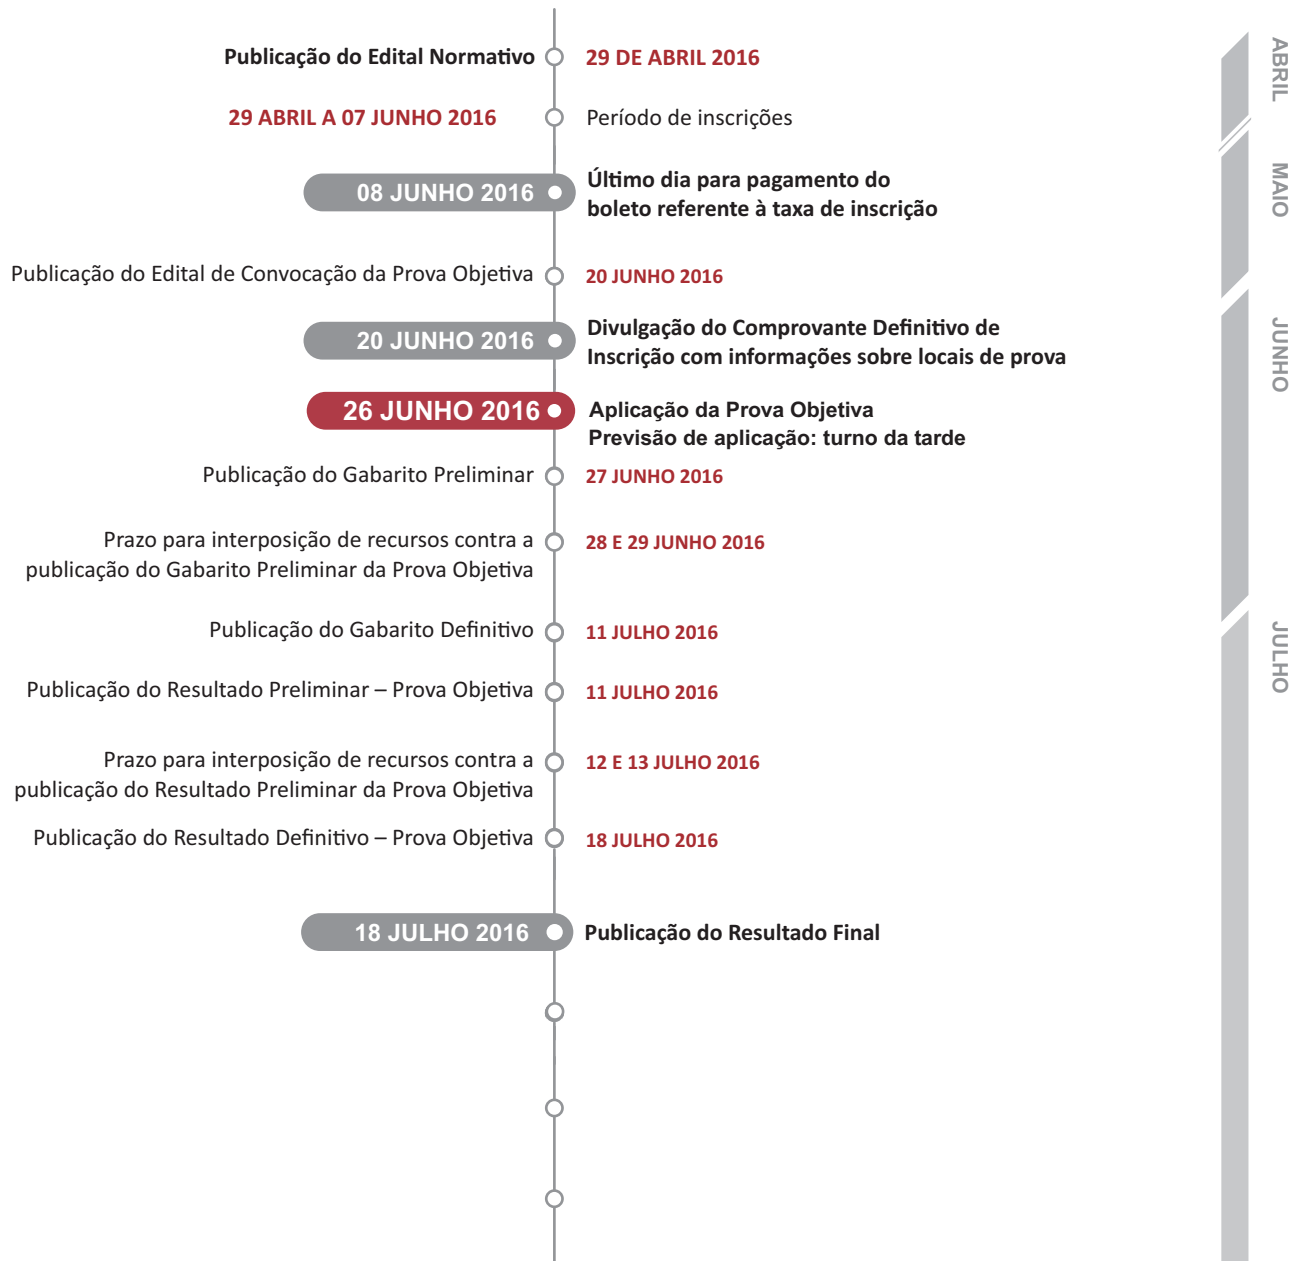 Publicação do Edital Normativo
29 DE ABRIL 2016
29 ABRIL A 07 JUNHO 2016
Período de inscrições
08 JUNHO 2016
Último dia para pagamento do
boleto referente à taxa de inscrição
Publicação do Edital de Convocação da Prova Objetiva
20 JUNHO 2016
20 JUNHO 2016
Divulgação do Comprovante Definitivo de
Inscrição com informações sobre locais de prova
26 JUNHO 2016
Aplicação da Prova Objetiva
Previsão de aplicação: turno da tarde
Publicação do Gabarito Preliminar
27 JUNHO 2016
Prazo para interposição de recursos contra a
publicação do Gabarito Preliminar da Prova Objetiva
28 E 29 JUNHO 2016
Publicação do Gabarito Definitivo
11 JULHO 2016
Publicação do Resultado Preliminar – Prova Objetiva
11 JULHO 2016
Prazo para interposição de recursos contra a
publicação do Resultado Preliminar da Prova Objetiva
12 E 13 JULHO 2016
Publicação do Resultado Definitivo – Prova Objetiva
18 JULHO 2016
18 JULHO 2016
Publicação do Resultado Final
ABRIL
MAIO
JUNHO
JULHO